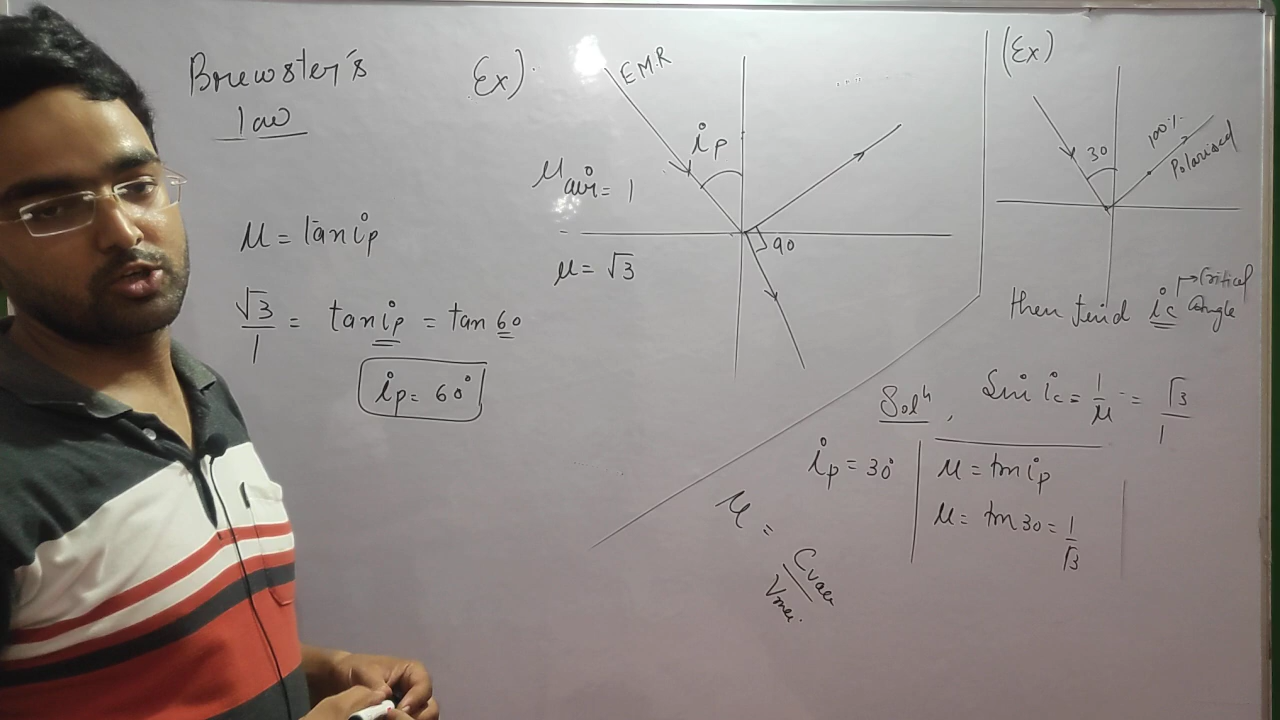 Brewster's
law
μ = tan ip
√3/1 = tan ip = tan 60
ip = 60°
Ex)
EMR
ip
μair = 1
μ = √3
90
(Ex)
30
100%
Polarised
then find ic → Critical angle
Solⁿ, Sin ic = 1/μ = √3/1
ip = 30°
μ = tan ip
μ = tan 30 = 1/√3
μ =